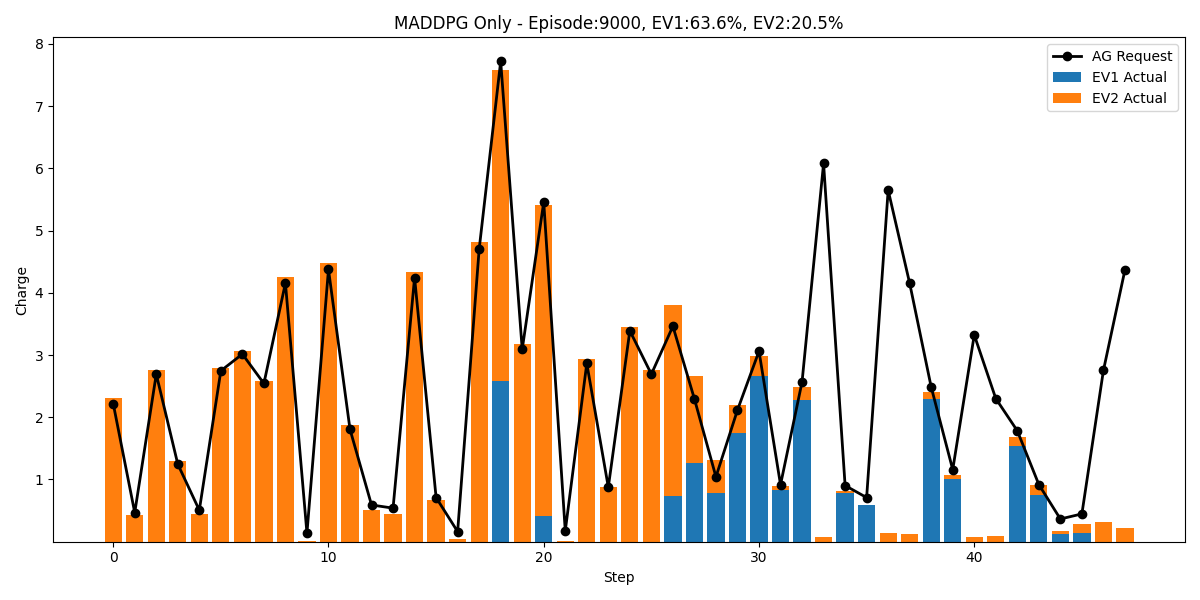 MADDPG Only - Episode:9000, EV1:63.6%, EV2:20.5%
AG Request
EV1 Actual
EV2 Actual
Charge
8
7
6
5
4
3
2
1
0 10 20 30 40
Step